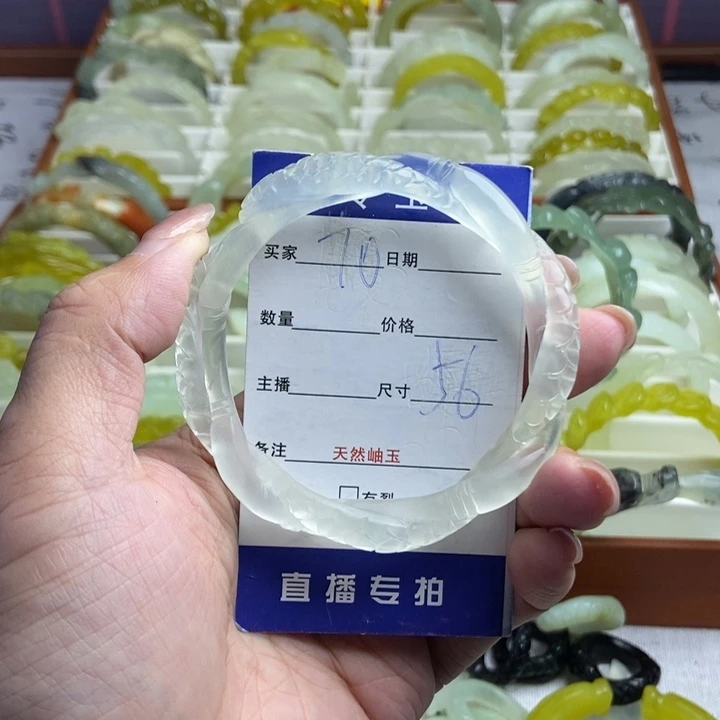 买家 70 日期
数量 价格
主播 尺寸 56
备注 天然岫玉
□有裂
直播专拍